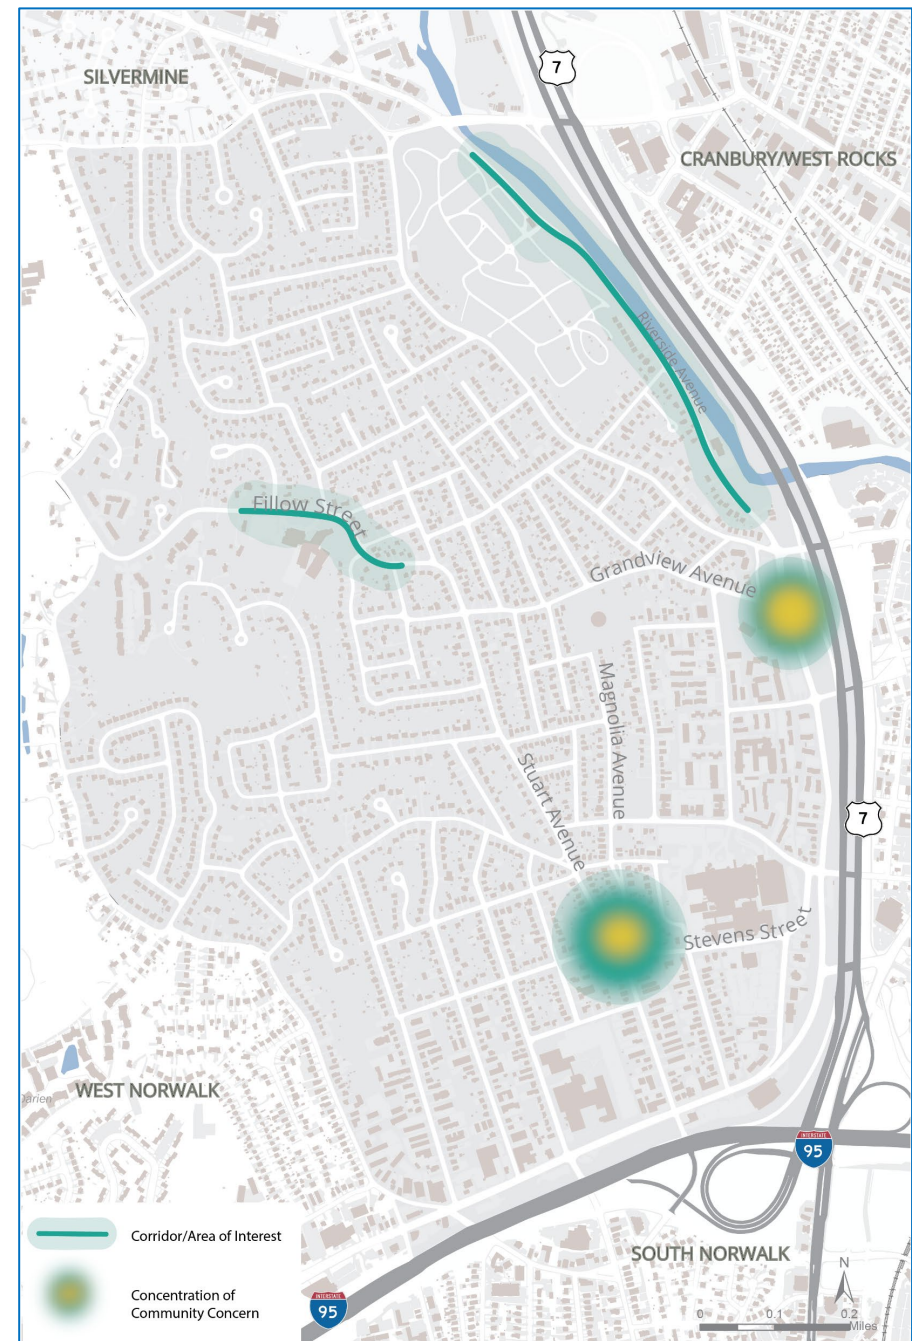 SILVERMINE
7
CRANBURY/WEST ROCKS
Riverside Avenue
Fillow Street
Grandview Avenue
Magnolia Avenue
Stuart Avenue
7
Stevens Street
WEST NORWALK
Darien
INTERSTATE
95
Corridor/Area of Interest
SOUTH NORWALK
N
Concentration of
Community Concern
INTERSTATE
95
0 0.1 0.2
Miles